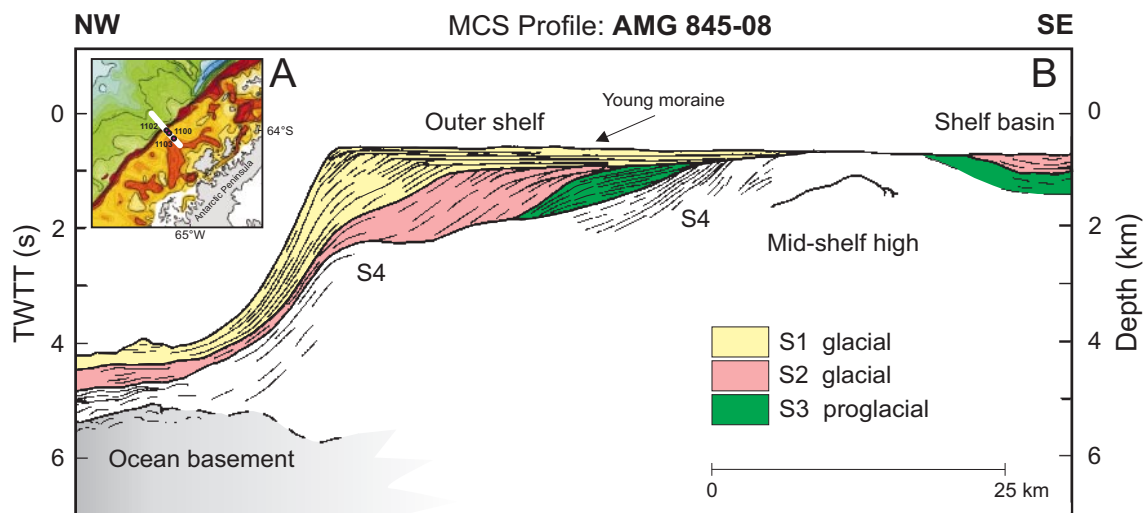 NW
MCS Profile: AMG 845-08
SE
A
B
1102
1100
1103
64°S
Antarctic Peninsula
65°W
Young moraine
Outer shelf
Shelf basin
0
2
4
6
TWTT (s)
0
2
4
6
Depth (km)
S4
S4
Mid-shelf high
S1 glacial
S2 glacial
S3 proglacial
Ocean basement
0
25 km